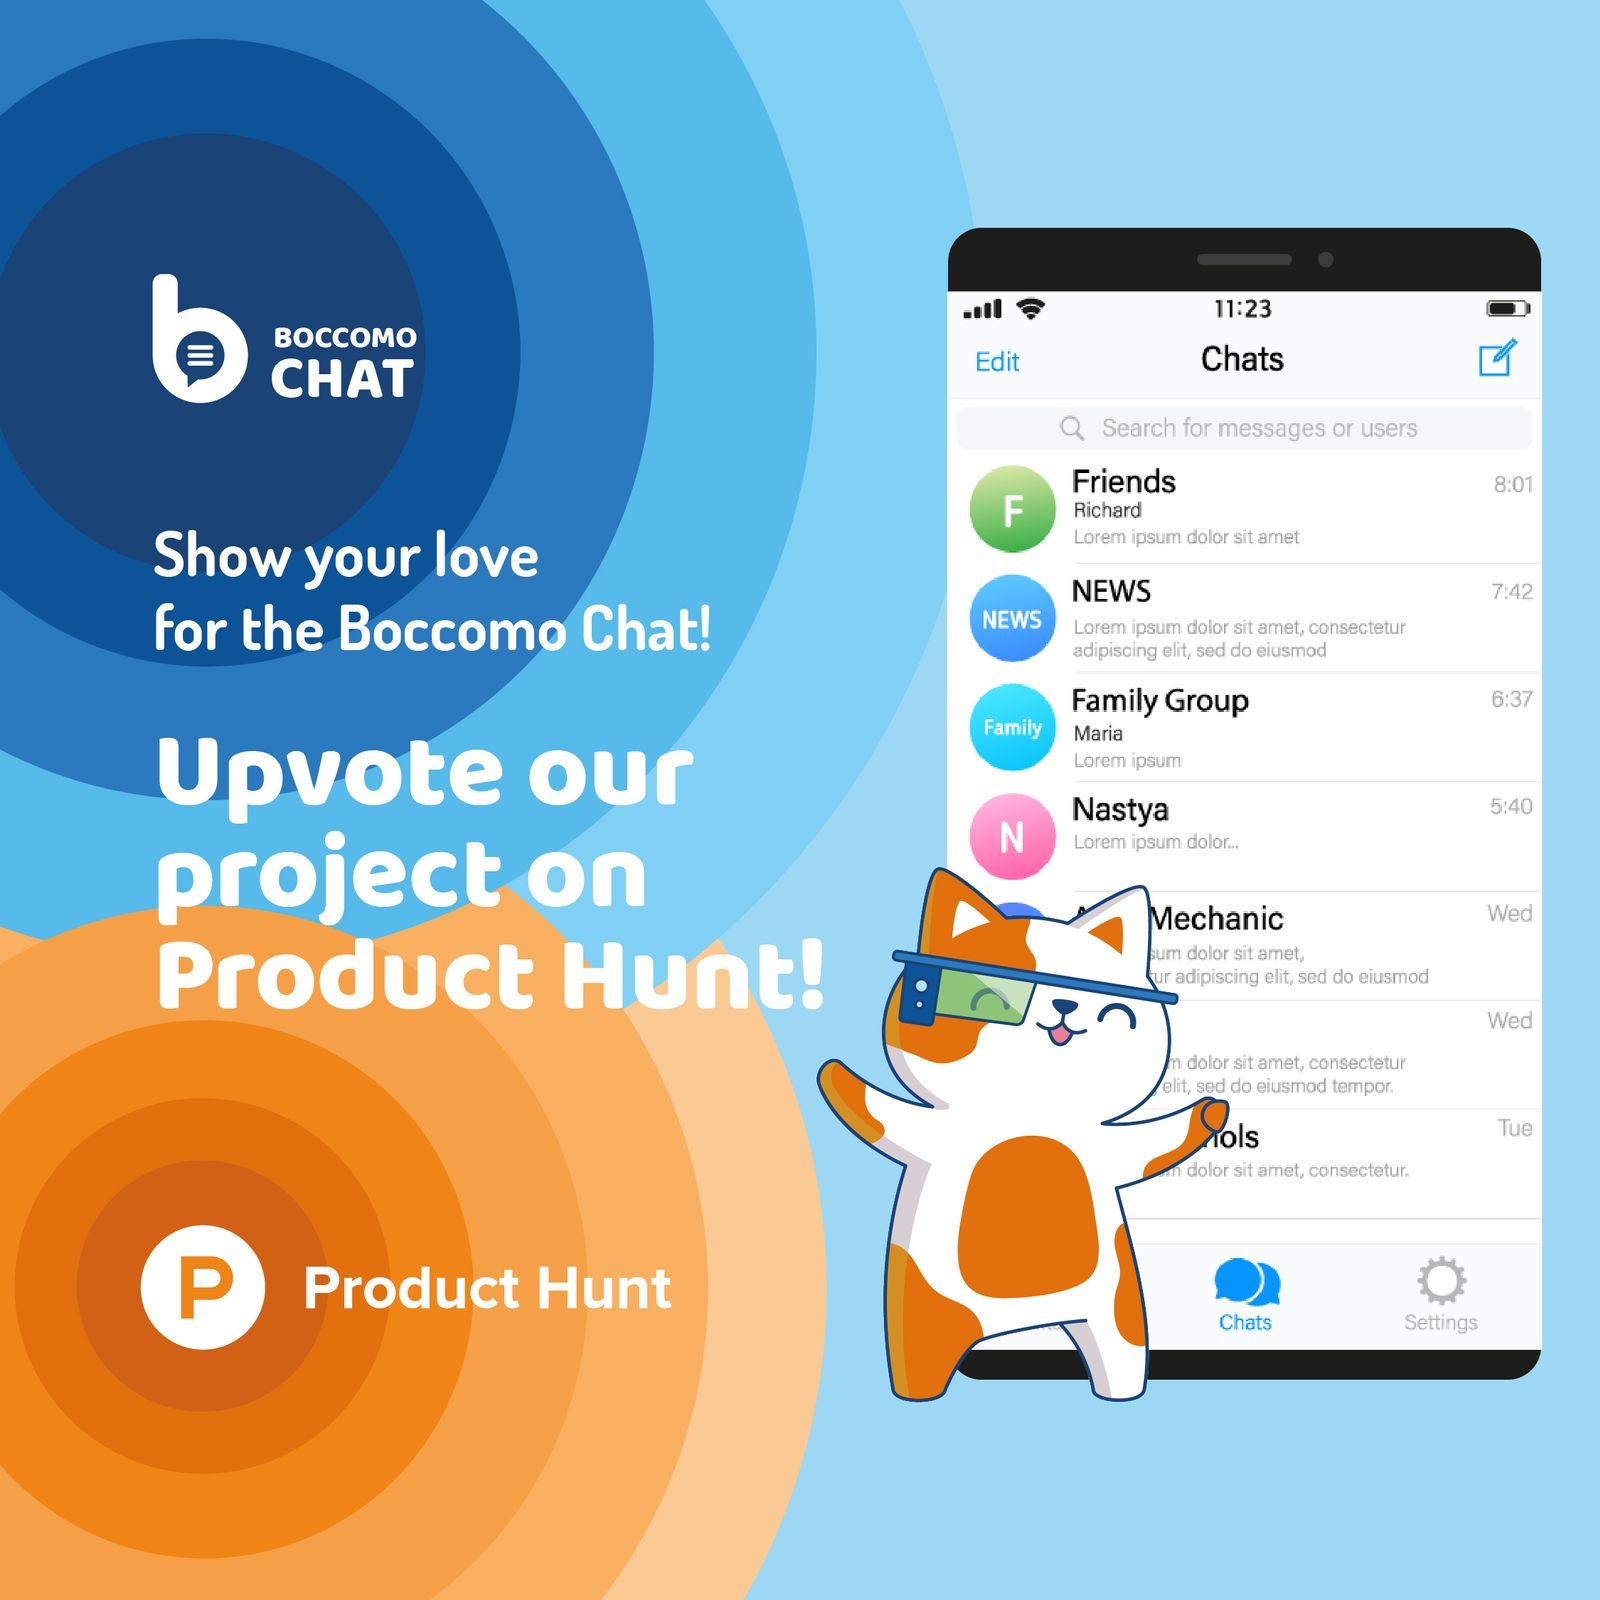 BOCCOMO
CHAT
Show your love
for the Boccomo Chat!
Upvote our
project on
Product Hunt!
P
Product Hunt
11:23
Edit
Chats
Search for messages or users
F
Friends
8:01
Richard
Lorem ipsum dolor sit amet
NEWS
NEWS
7:42
Lorem ipsum dolor sit amet, consectetur
adipiscing elit, sed do eiusmod
Family
Family Group
6:37
Maria
Lorem ipsum
N
Nastya
5:40
Lorem ipsum dolor...
Mechanic
Wed
sit amet,
adipiscing elit, sed do eiusmod
Wed
dolor sit amet, consectetur
elit, sed do eiusmod tempor.
Tue
dolor sit amet, consectetur.
Chats
Settings